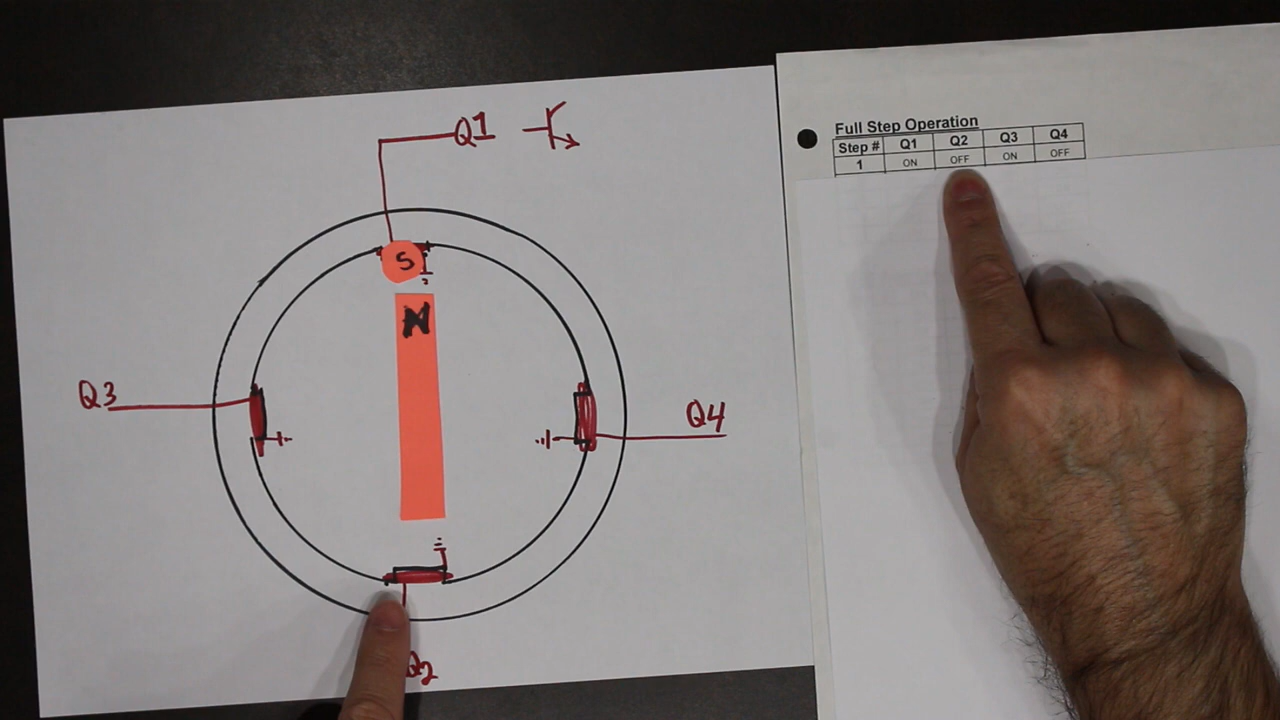 Q1
S
N
Q3
Q4
Q2
Full Step Operation
Step # Q1 Q2 Q3 Q4
1 ON OFF ON OFF